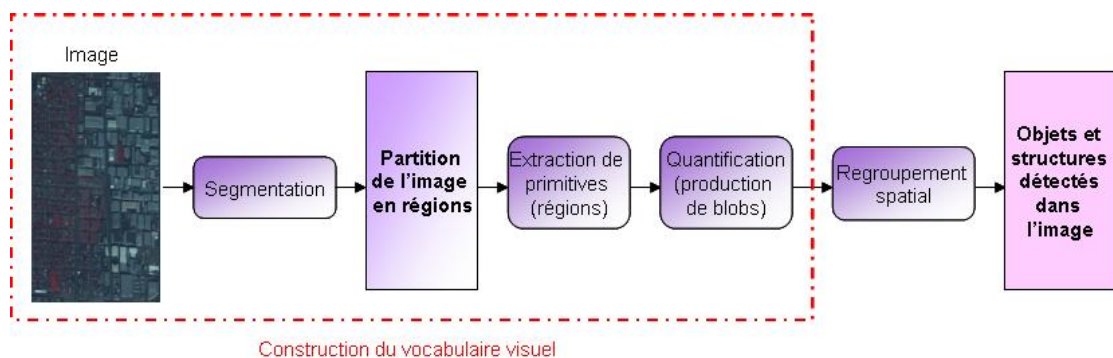 Image
Segmentation
Partition
de l'image
en régions
Extraction de
primitives
(régions)
Quantification
(production
de blobs)
Regroupement
spatial
Objets et
structures
détectés
dans
l'image
Construction du vocabulaire visuel